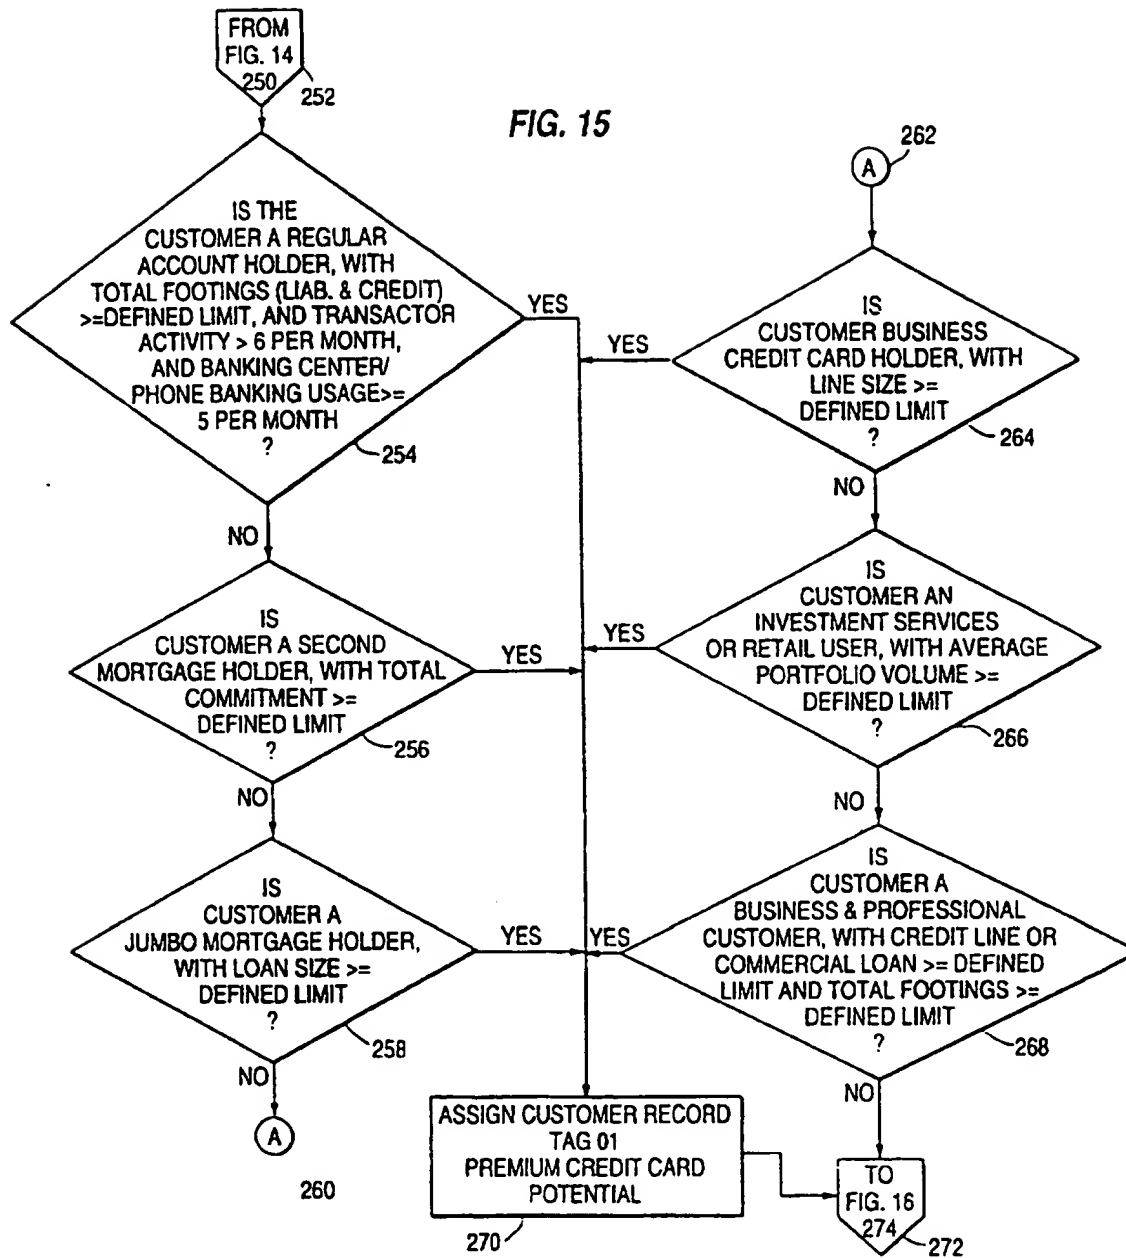 FROM
FIG. 14
250
252
FIG. 15
IS THE
CUSTOMER A REGULAR
ACCOUNT HOLDER, WITH
TOTAL FOOTINGS (LIAB. & CREDIT)
>=DEFINED LIMIT, AND TRANSACTOR
ACTIVITY > 6 PER MONTH,
AND BANKING CENTER/
PHONE BANKING USAGE>=
5 PER MONTH
?
254
YES
NO
IS
CUSTOMER A SECOND
MORTGAGE HOLDER, WITH TOTAL
COMMITMENT >=
DEFINED LIMIT
?
256
YES
NO
IS
CUSTOMER A
JUMBO MORTGAGE HOLDER,
WITH LOAN SIZE >=
DEFINED LIMIT
?
258
YES
NO
A
260
A
262
IS
CUSTOMER BUSINESS
CREDIT CARD HOLDER, WITH
LINE SIZE >=
DEFINED LIMIT
?
264
YES
NO
IS
CUSTOMER AN
INVESTMENT SERVICES
OR RETAIL USER, WITH AVERAGE
PORTFOLIO VOLUME >=
DEFINED LIMIT
?
266
YES
NO
IS
CUSTOMER A
BUSINESS & PROFESSIONAL
CUSTOMER, WITH CREDIT LINE OR
COMMERCIAL LOAN >= DEFINED
LIMIT AND TOTAL FOOTINGS >=
DEFINED LIMIT
?
268
YES
NO
ASSIGN CUSTOMER RECORD
TAG 01
PREMIUM CREDIT CARD
POTENTIAL
270
TO
FIG. 16
274
272